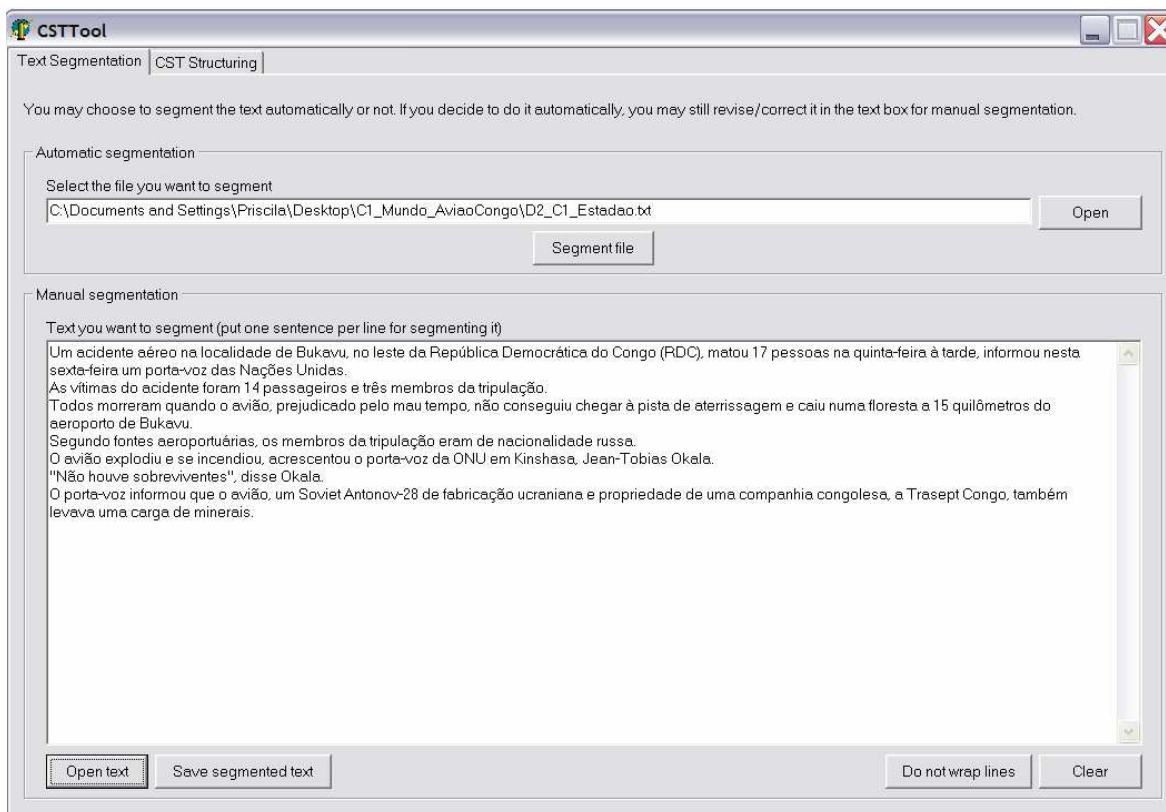 CSTTool
Text Segmentation CST Structuring
You may choose to segment the text automatically or not. If you decide to do it automatically, you may still revise/correct it in the text box for manual segmentation.
Automatic segmentation
Select the file you want to segment
C:\Documents and Settings\Priscila\Desktop\C1_Mundo_AviaoCongo\D2_C1_Estadao.txt Open
Segment file
Manual segmentation
Text you want to segment (put one sentence per line for segmenting it)
Um acidente aéreo na localidade de Bukavu, no leste da República Democrática do Congo (RDC), matou 17 pessoas na quinta-feira à tarde, informou nesta
sexta-feira um porta-voz das Nações Unidas.
As vítimas do acidente foram 14 passageiros e três membros da tripulação.
Todos morreram quando o avião, prejudicado pelo mau tempo, não conseguiu chegar à pista de aterrissagem e caiu numa floresta a 15 quilômetros do
aeroporto de Bukavu.
Segundo fontes aeroportuárias, os membros da tripulação eram de nacionalidade russa.
O avião explodiu e se incendiou, acrescentou o porta-voz da ONU em Kinshasa, Jean-Tobias Okala.
"Não houve sobreviventes", disse Okala.
O porta-voz informou que o avião, um Soviet Antonov-28 de fabricação ucraniana e propriedade de uma companhia congolesa, a Trasept Congo, também
levava uma carga de minerais.
Open text Save segmented text Do not wrap lines Clear